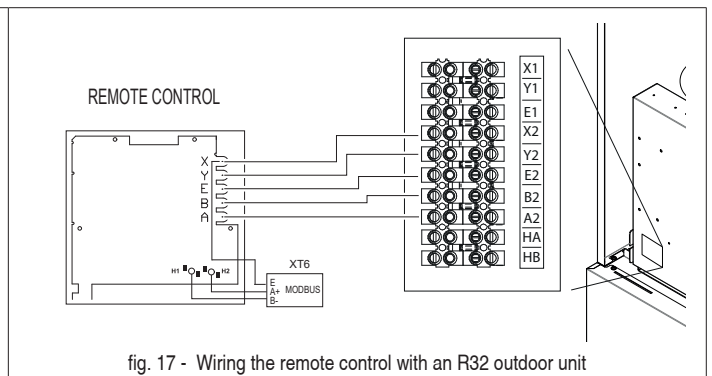 REMOTE CONTROL
X
Y
E
B
A
H1
H2
XT6
E
A+
B-
MODBUS
X1
Y1
E1
X2
Y2
E2
B2
A2
HA
HB
fig. 17 - Wiring the remote control with an R32 outdoor unit